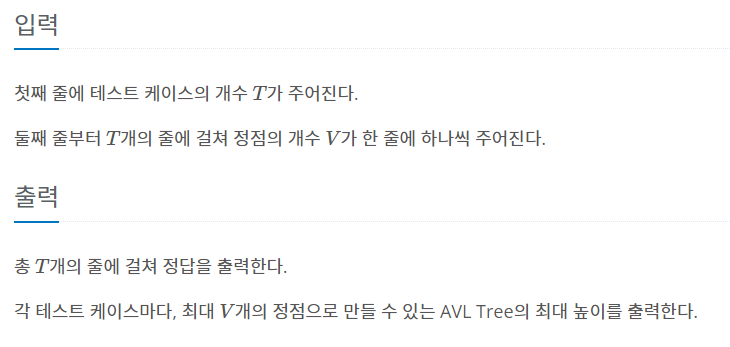 입력
첫째 줄에 테스트 케이스의 개수 T가 주어진다.
둘째 줄부터 T개의 줄에 걸쳐 정점의 개수 V가 한 줄에 하나씩 주어진다.
출력
총 T개의 줄에 걸쳐 정답을 출력한다.
각 테스트 케이스마다, 최대 V개의 정점으로 만들 수 있는 AVL Tree의 최대 높이를 출력한다.